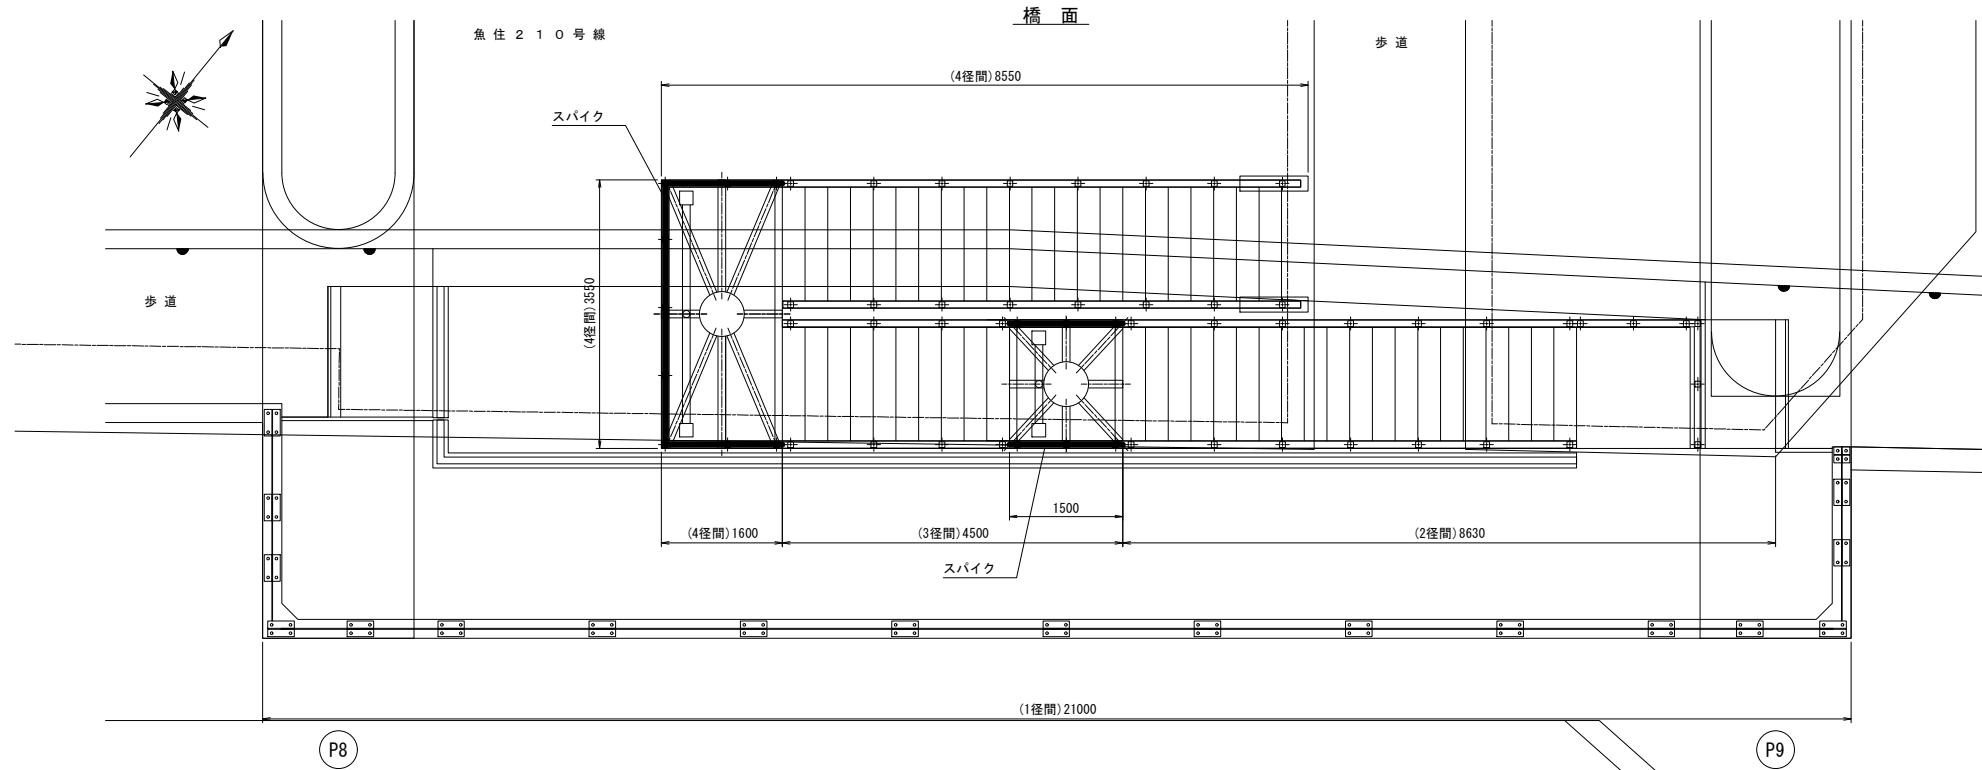 橋 面
魚住２１０号線
歩道
(4径間)8550
スパイク
(4径間)3550
歩道
1500
(4径間)1600
(3径間)4500
(2径間)8630
スパイク
(1径間)21000
P8
P9